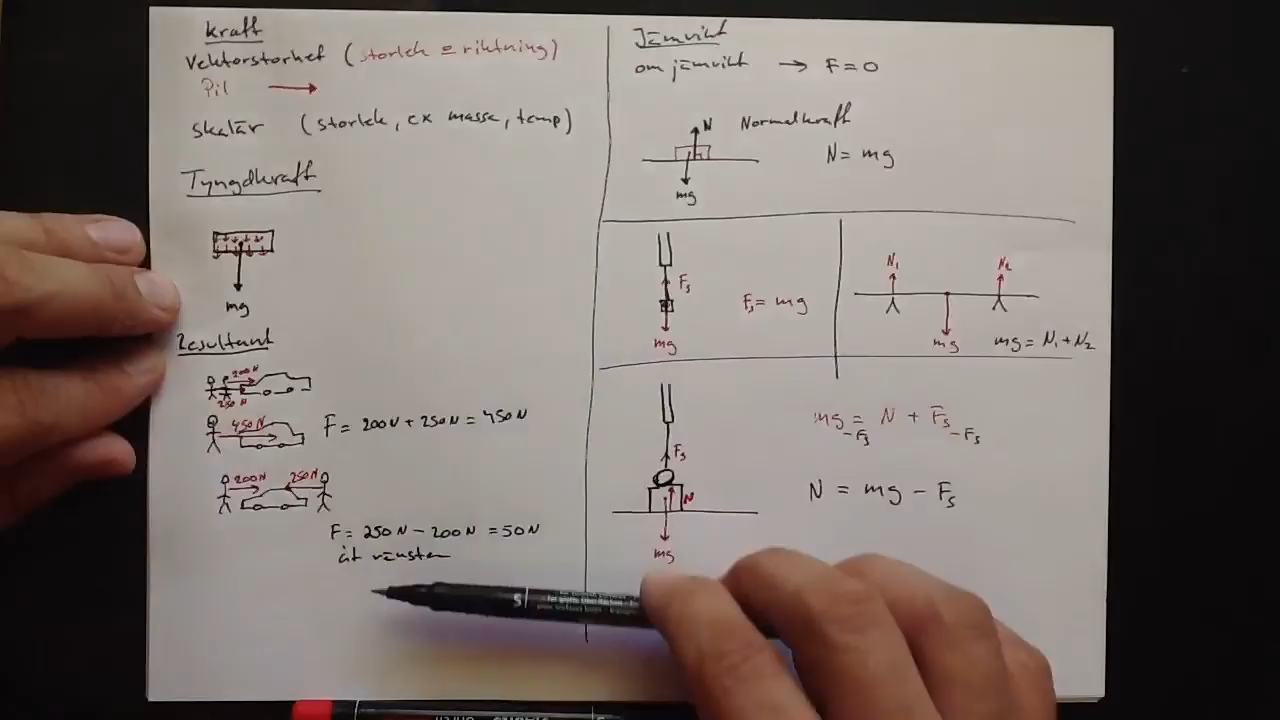 kraft
Vektorstorhet (storlek o riktning)
Pil
Skalär (storlek, ex massa, temp)
Tyngdkraft
mg
Resultant
200N
250N
450N
F = 200N + 250N = 450N
200N 250N
F = 250N - 200N = 50N
åt vänster
Jämvikt
om jämvikt → F = 0
N Normalkraft
N = mg
mg
Fs
Fs = mg
mg
N1 N2
mg
mg = N1 + N2
mg = N + Fs
-Fs -Fs
Fs
N
N = mg - Fs
mg
S